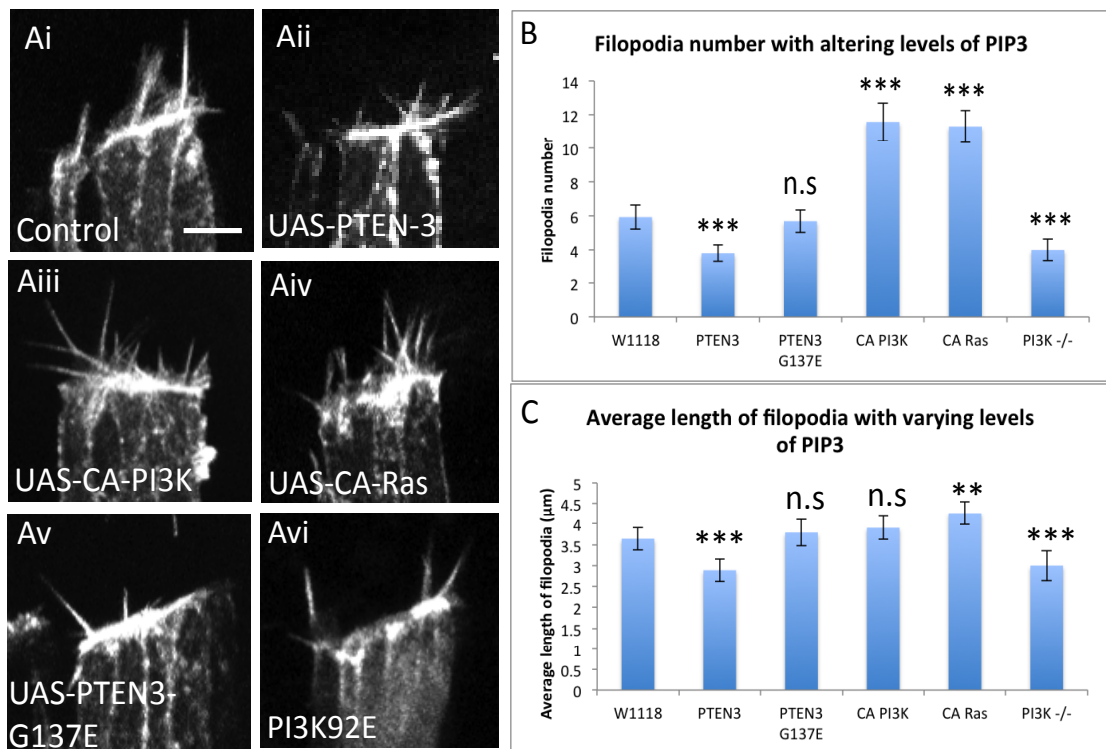 Ai
Control
Aii
UAS-PTEN-3
Aiii
UAS-CA-PI3K
Aiv
UAS-CA-Ras
Av
UAS-PTEN3-
G137E
Avi
PI3K92E
B
Filopodia number with altering levels of PIP3
Filopodia number
14
12
10
8
6
4
2
0
***
n.s
***
***
***
W1118
PTEN3
PTEN3
G137E
CA PI3K
CA Ras
PI3K -/-
C
Average length of filopodia with varying levels
of PIP3
Average length of filopodia (μm)
5
4.5
4
3.5
3
2.5
2
1.5
1
0.5
0
***
n.s
n.s
**
***
W1118
PTEN3
PTEN3
G137E
CA PI3K
CA Ras
PI3K -/-